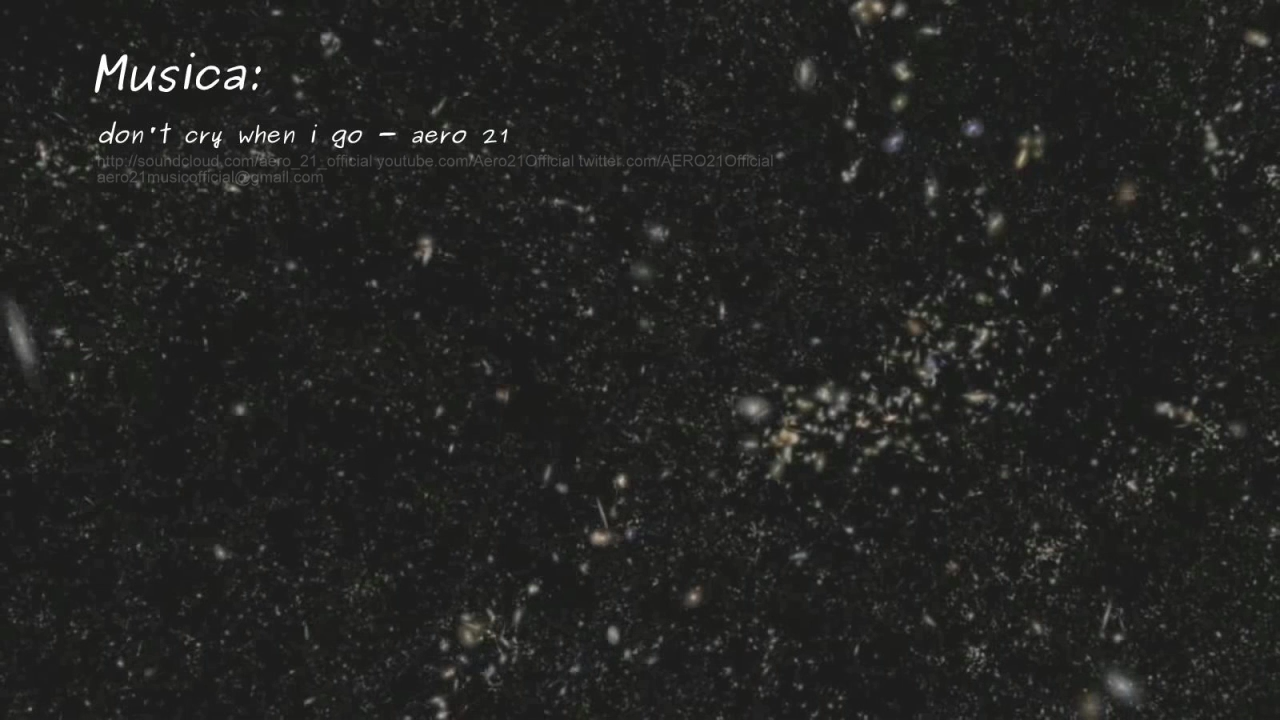 Musica:
don't cry when i go - aero 21
http://soundcloud.com/aero_21_official youtube.com/Aero21Official twitter.com/AERO21Official
aero21musicofficial@gmail.com